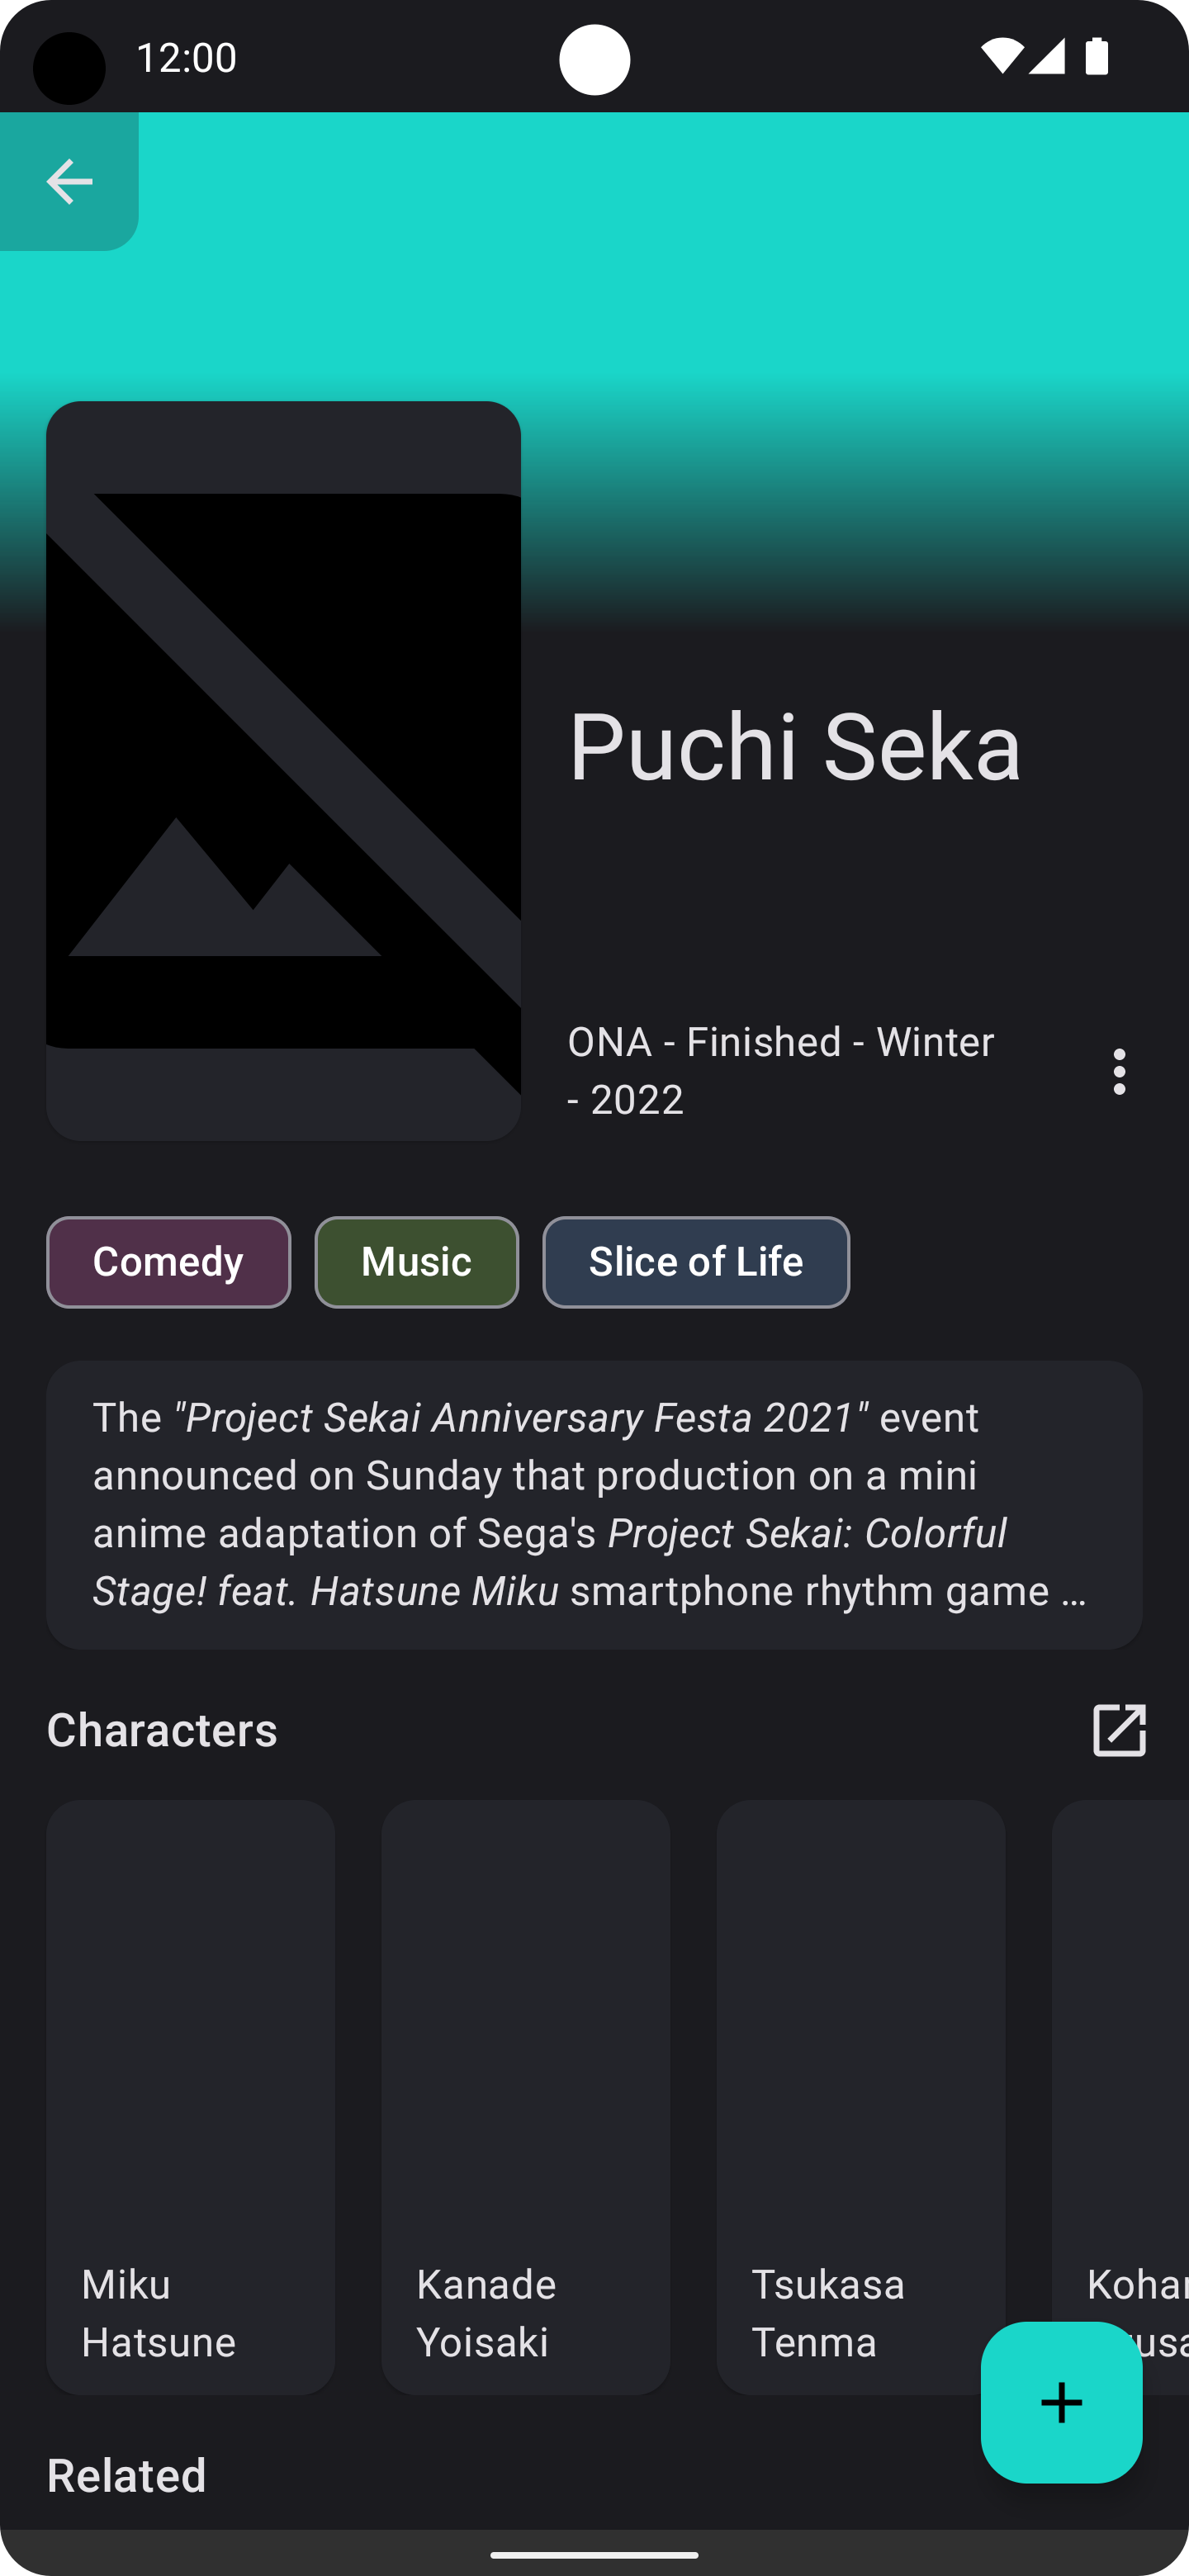 12:00
Puchi Seka
ONA - Finished - Winter
- 2022
Comedy
Music
Slice of Life
The "Project Sekai Anniversary Festa 2021" event
announced on Sunday that production on a mini
anime adaptation of Sega's Project Sekai: Colorful
Stage! feat. Hatsune Miku smartphone rhythm game …
Characters
Miku
Hatsune
Kanade
Yoisaki
Tsukasa
Tenma
Related